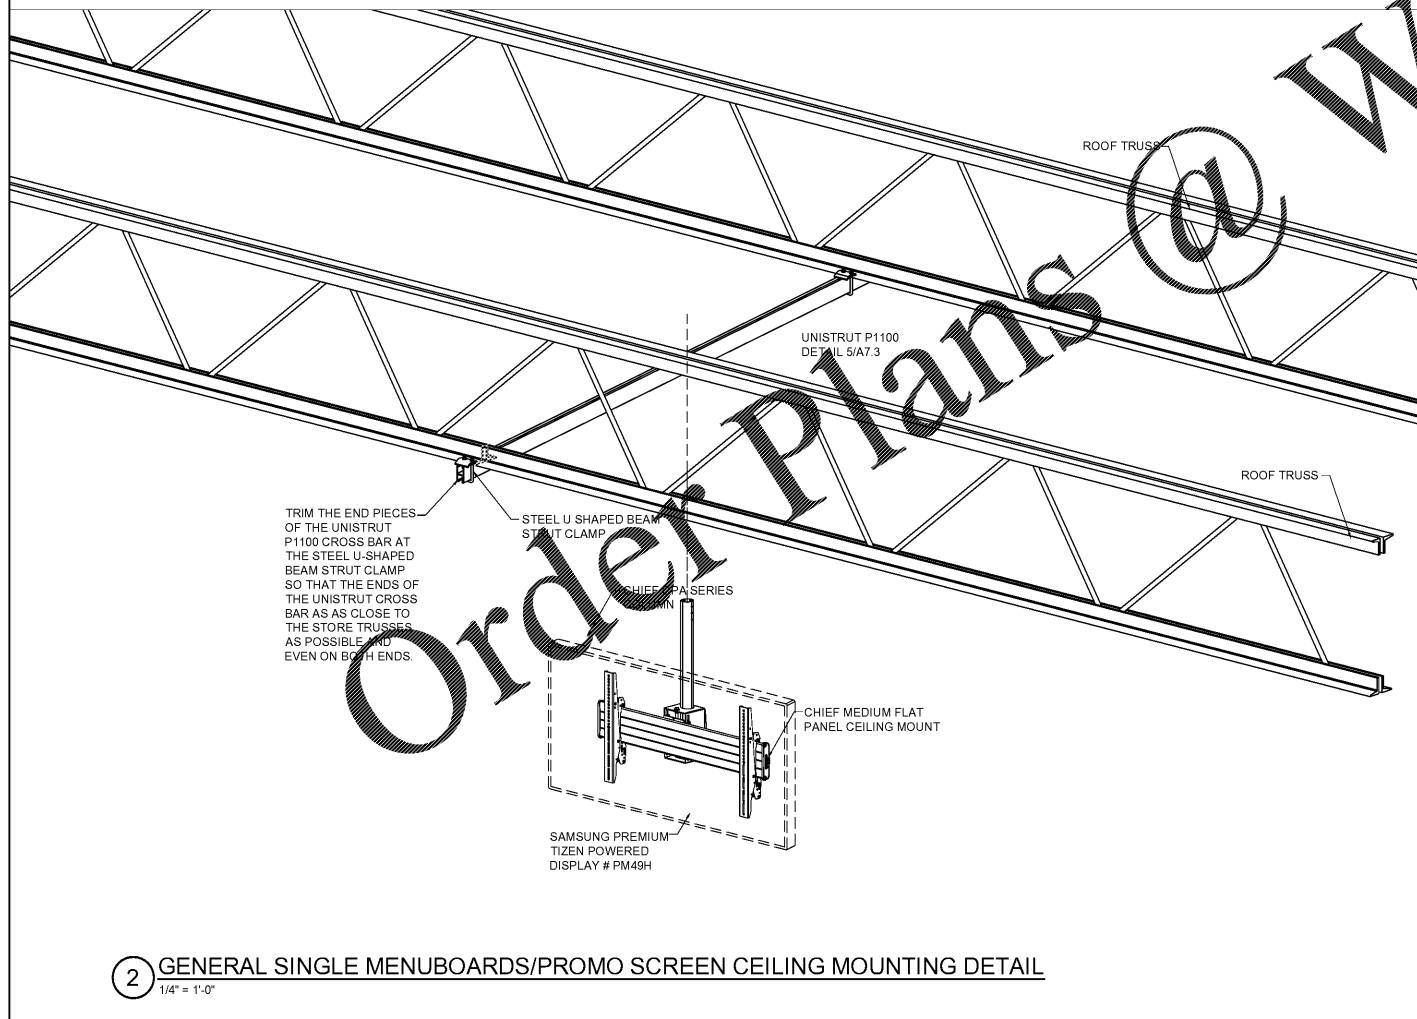 ROOF TRUSS
UNISTRUT P1100
DETAIL 5/A7.3
ROOF TRUSS
TRIM THE END PIECES
OF THE UNISTRUT
P1100 CROSS BAR AT
THE STEEL U-SHAPED
BEAM STRUT CLAMP
SO THAT THE ENDS OF
THE UNISTRUT CROSS
BAR AS AS CLOSE TO
THE STORE TRUSSES
AS POSSIBLE AND
EVEN ON BOTH ENDS.
STEEL U SHAPED BEAM
STRUT CLAMP
CHIEF CPA SERIES
COLUMN
CHIEF MEDIUM FLAT
PANEL CEILING MOUNT
SAMSUNG PREMIUM
TIZEN POWERED
DISPLAY # PM49H
Order Plans @ W
2 GENERAL SINGLE MENUBOARDS/PROMO SCREEN CEILING MOUNTING DETAIL
1/4" = 1'-0"